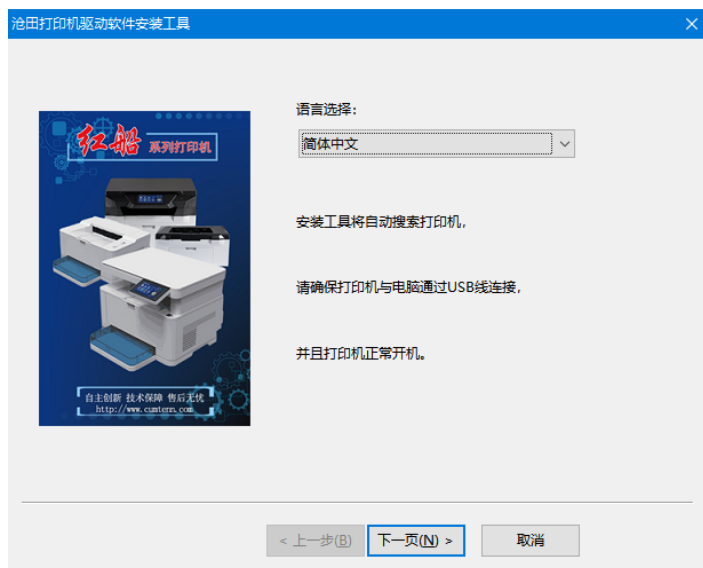 沧田打印机驱动软件安装工具
红船 系列打印机
自主创新 技术保障 售后无忧
http://www.cumtenn.com
语言选择：
简体中文
安装工具将自动搜索打印机，
请确保打印机与电脑通过USB线连接，
并且打印机正常开机。
< 上一步(B)
下一页(N) >
取消